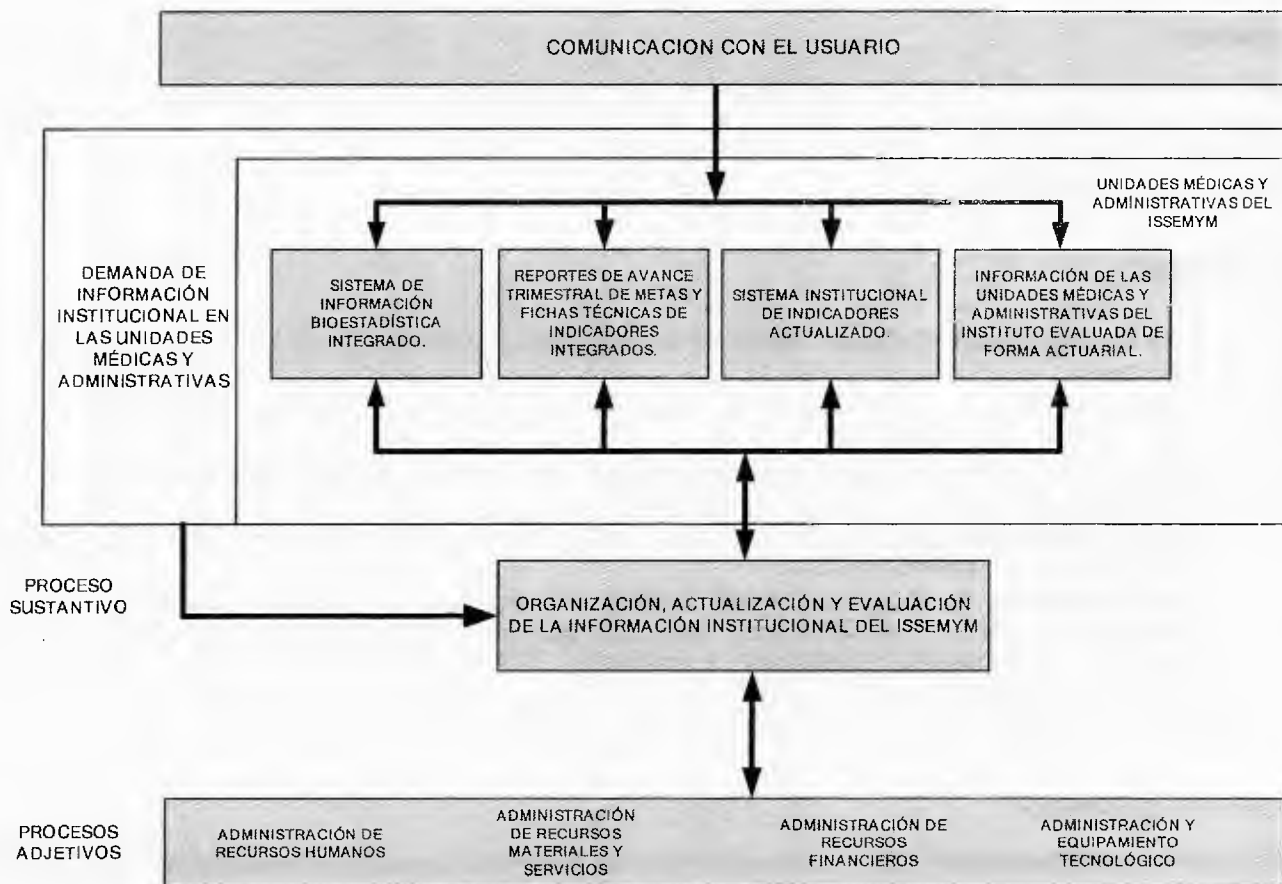 COMUNICACION CON EL USUARIO
UNIDADES MÉDICAS Y
ADMINISTRATIVAS DEL
ISSEMYM
DEMANDA DE
INFORMACIÓN
INSTITUCIONAL EN
LAS UNIDADES
MÉDICAS Y
ADMINISTRATIVAS
SISTEMA DE
INFORMACIÓN
BIOESTADÍSTICA
INTEGRADO.
REPORTES DE AVANCE
TRIMESTRAL DE METAS Y
FICHAS TÉCNICAS DE
INDICADORES
INTEGRADOS.
SISTEMA INSTITUCIONAL
DE INDICADORES
ACTUALIZADO.
INFORMACIÓN DE LAS
UNIDADES MÉDICAS Y
ADMINISTRATIVAS DEL
INSTITUTO EVALUADA DE
FORMA ACTUARIAL.
PROCESO
SUSTANTIVO
ORGANIZACIÓN, ACTUALIZACIÓN Y EVALUACIÓN
DE LA INFORMACIÓN INSTITUCIONAL DEL ISSEMYM
PROCESOS
ADJETIVOS
ADMINISTRACIÓN DE
RECURSOS HUMANOS
ADMINISTRACIÓN
DE RECURSOS
MATERIALES Y
SERVICIOS
ADMINISTRACIÓN DE
RECURSOS
FINANCIEROS
ADMINISTRACIÓN Y
EQUIPAMIENTO
TECNOLÓGICO